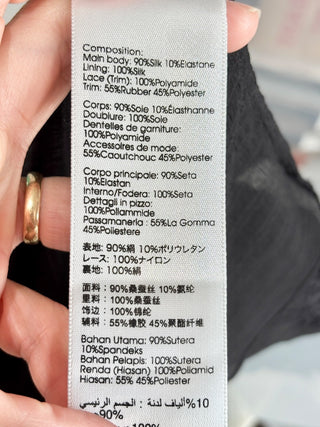 Composition:
Main body: 90%Silk 10%Elastane
Lining: 100%Silk
Lace (Trim): 100%Polyamide
Trim: 55%Rubber 45%Polyester
Corps: 90%Soie 10%Élasthanne
Doublure: 100%Soie
Dentelles de garniture:
100%Polyamide
Accessoires de mode:
55%Caoutchouc 45%Polyester
Corpo principale: 90%Seta
10%Elastan
Interno/Fodera: 100%Seta
Dettagli in pizzo:
100%Poliammide
Passamaneria : 55%La Gomma
45%Poliestere
表地: 90%絹 10%ポリウレタン
レース: 100%ナイロン
裏地: 100%絹
面料: 90%桑蚕丝 10%氨纶
里料: 100%桑蚕丝
饰边: 100%锦纶
辅料: 55%橡胶 45%聚酯纤维
Bahan Utama: 90%Sutera
10%Spandeks
Bahan Pelapis: 100%Sutera
Renda (Hiasan) 100%Poliamid
Hiasan: 55% 45%Poliester
الجسم الرئيسي : ألياف لدنة 10%
90%